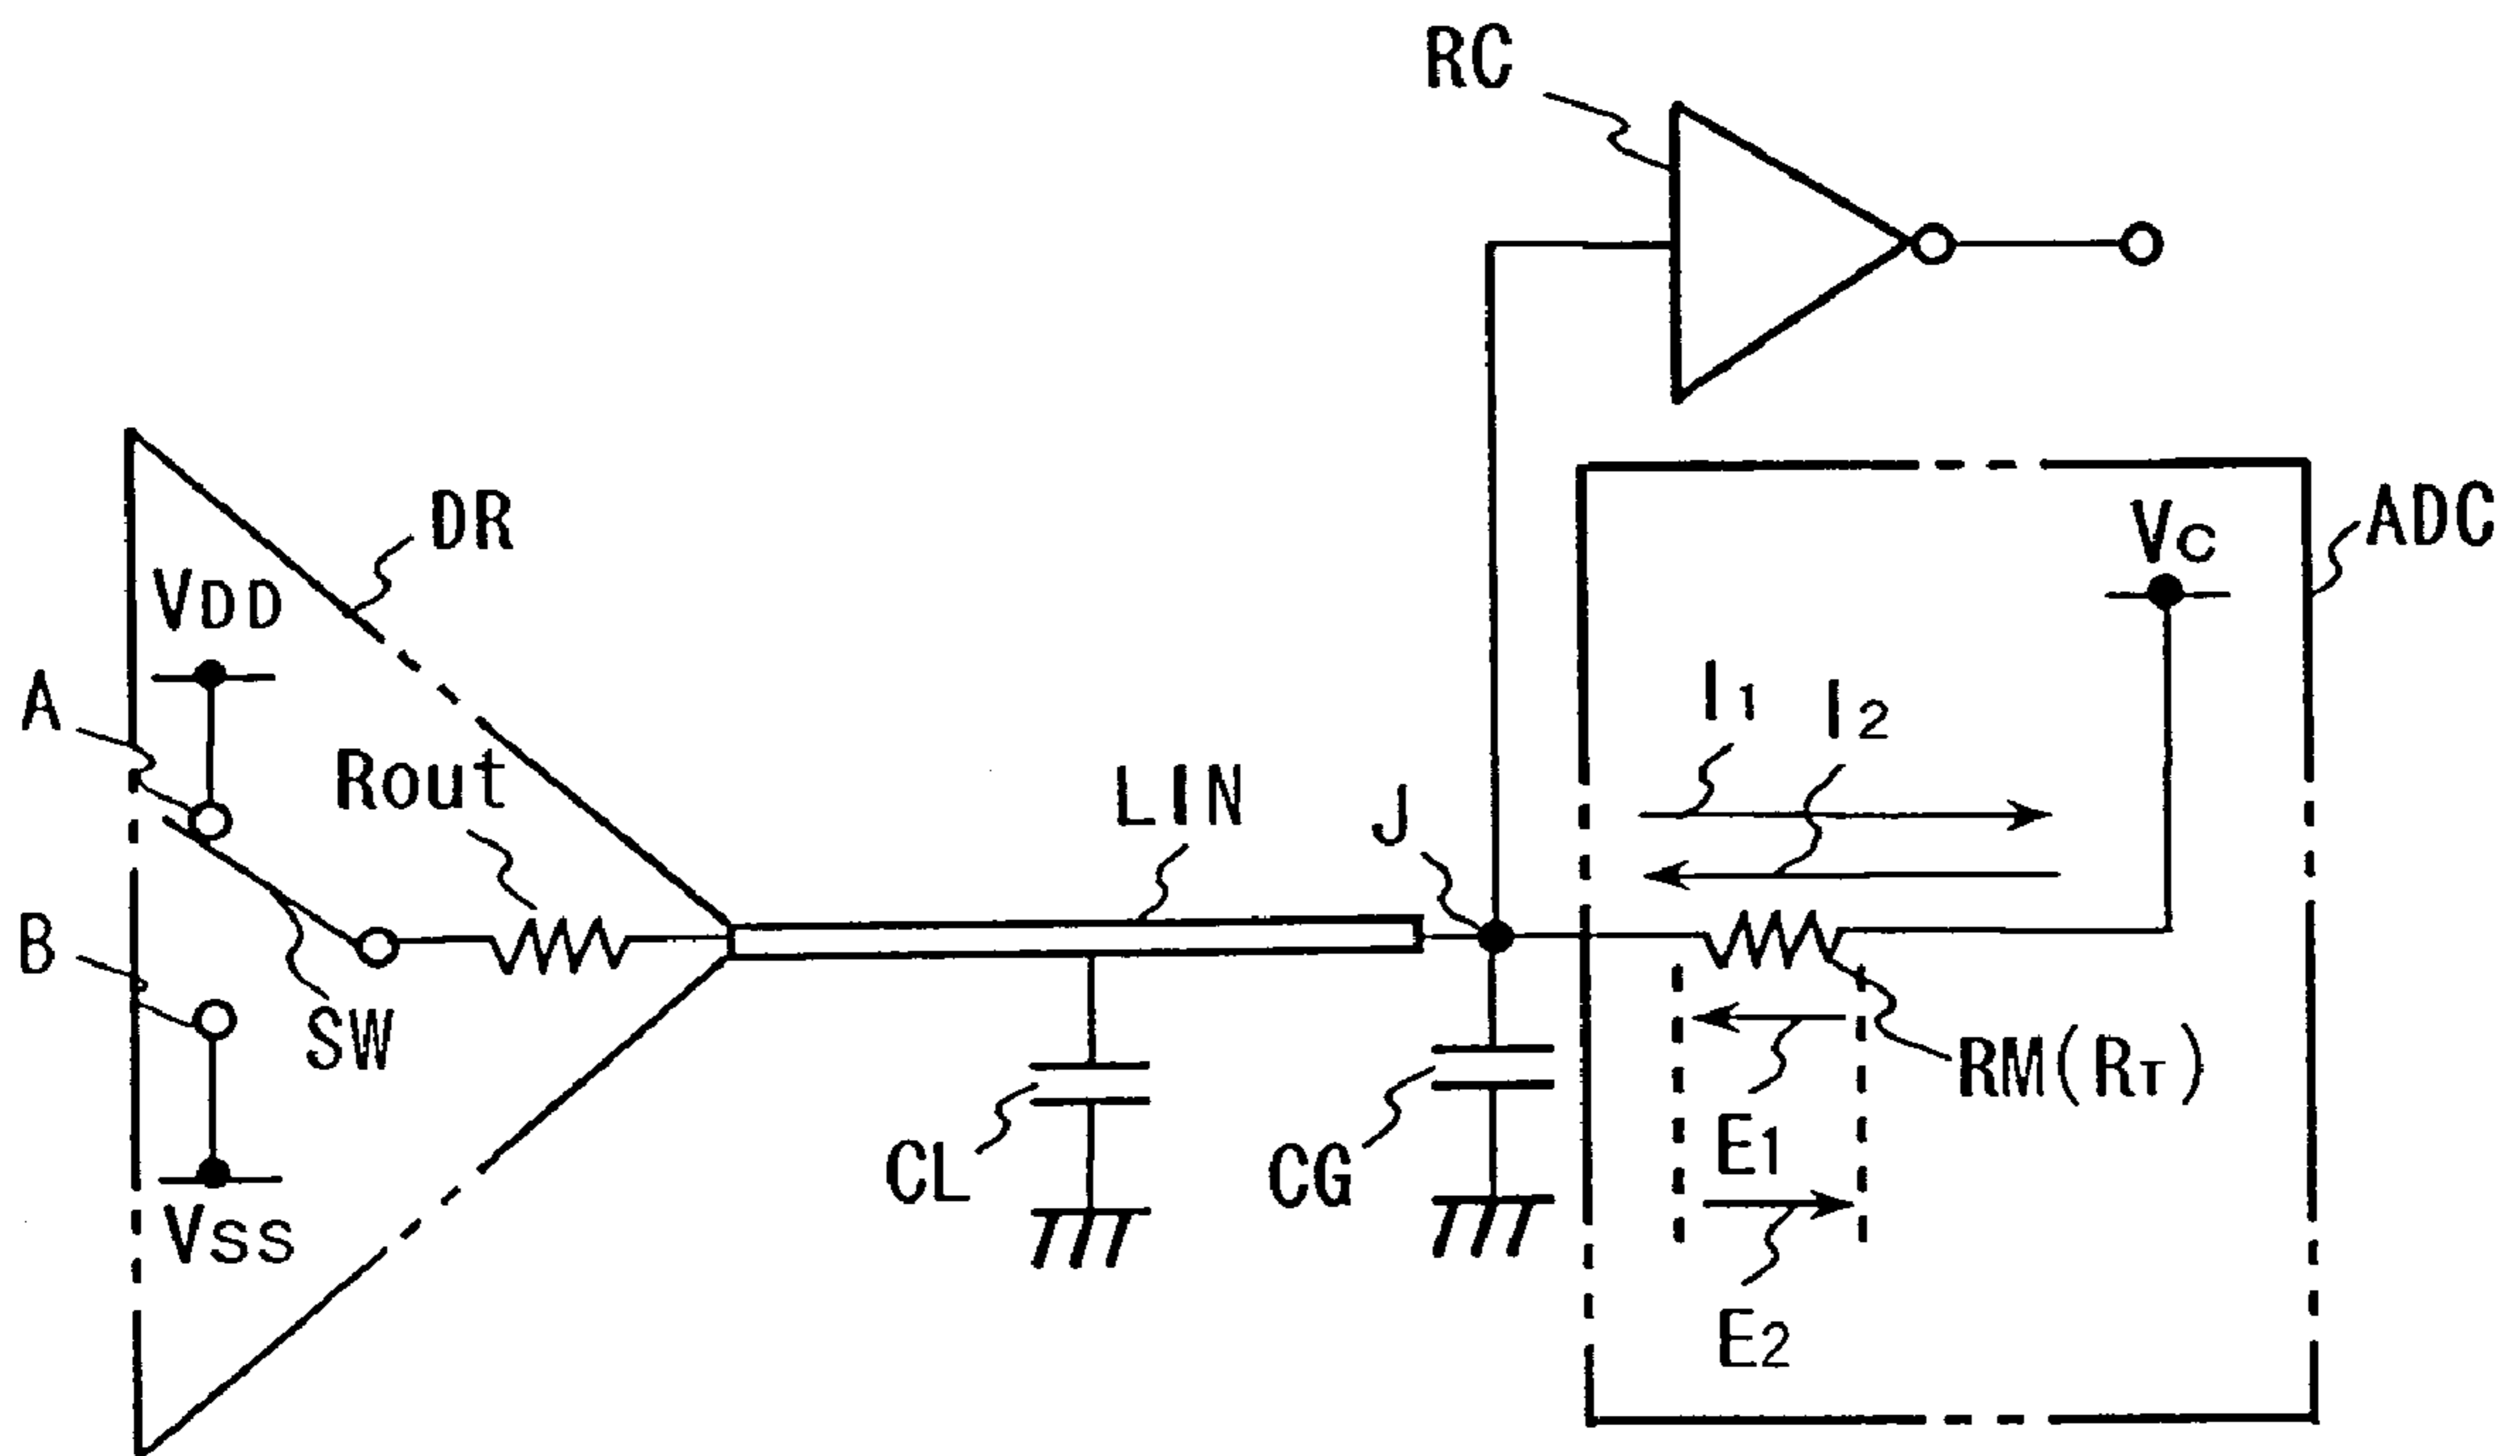 RC
DR
ADC
VC
VDD
A
I1
I2
Rout
LIN
J
B
SW
RM(RT)
CL
CG
E1
VSS
E2